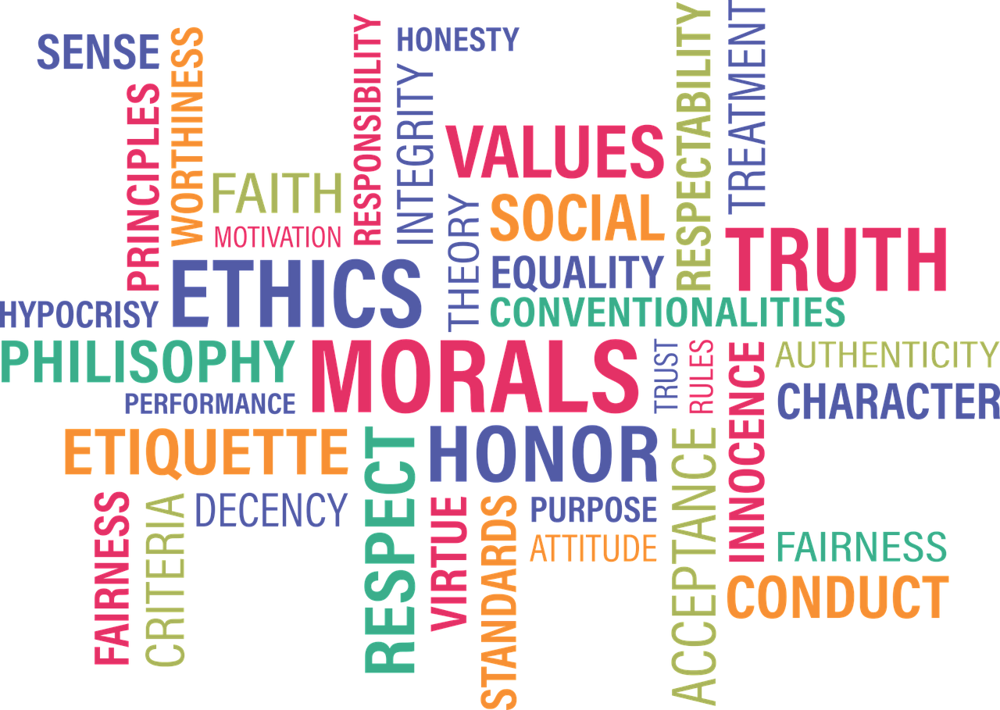 SENSE
PRINCIPLES
WORTHINESS
FAITH
MOTIVATION
RESPONSIBILITY
HONESTY
INTEGRITY
VALUES
THEORY
SOCIAL
EQUALITY
RESPECTABILITY
TREATMENT
TRUTH
HYPOCRISY
ETHICS
CONVENTIONALITIES
PHILISOPHY
PERFORMANCE
MORALS
TRUST
RULES
INNOCENCE
AUTHENTICITY
CHARACTER
ETIQUETTE
RESPECT
HONOR
ACCEPTANCE
FAIRNESS
CRITERIA
DECENCY
VIRTUE
STANDARDS
PURPOSE
ATTITUDE
FAIRNESS
CONDUCT